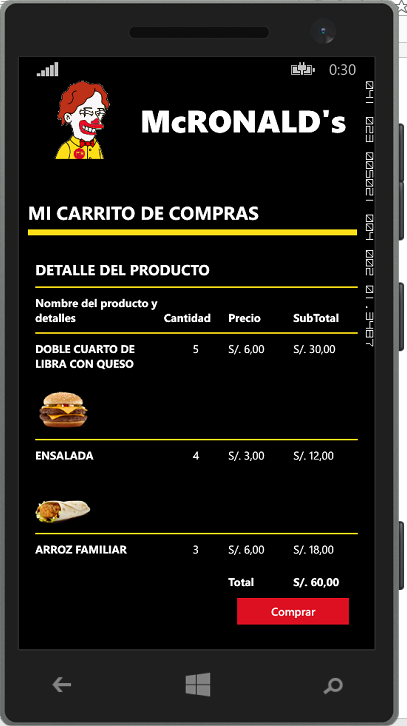 0:30
McRONALD's
MI CARRITO DE COMPRAS
DETALLE DEL PRODUCTO
Nombre del producto y
detalles
Cantidad Precio SubTotal
DOBLE CUARTO DE 5 S/. 6,00 S/. 30,00
LIBRA CON QUESO
ENSALADA 4 S/. 3,00 S/. 12,00
ARROZ FAMILIAR 3 S/. 6,00 S/. 18,00
Total S/. 60,00
Comprar